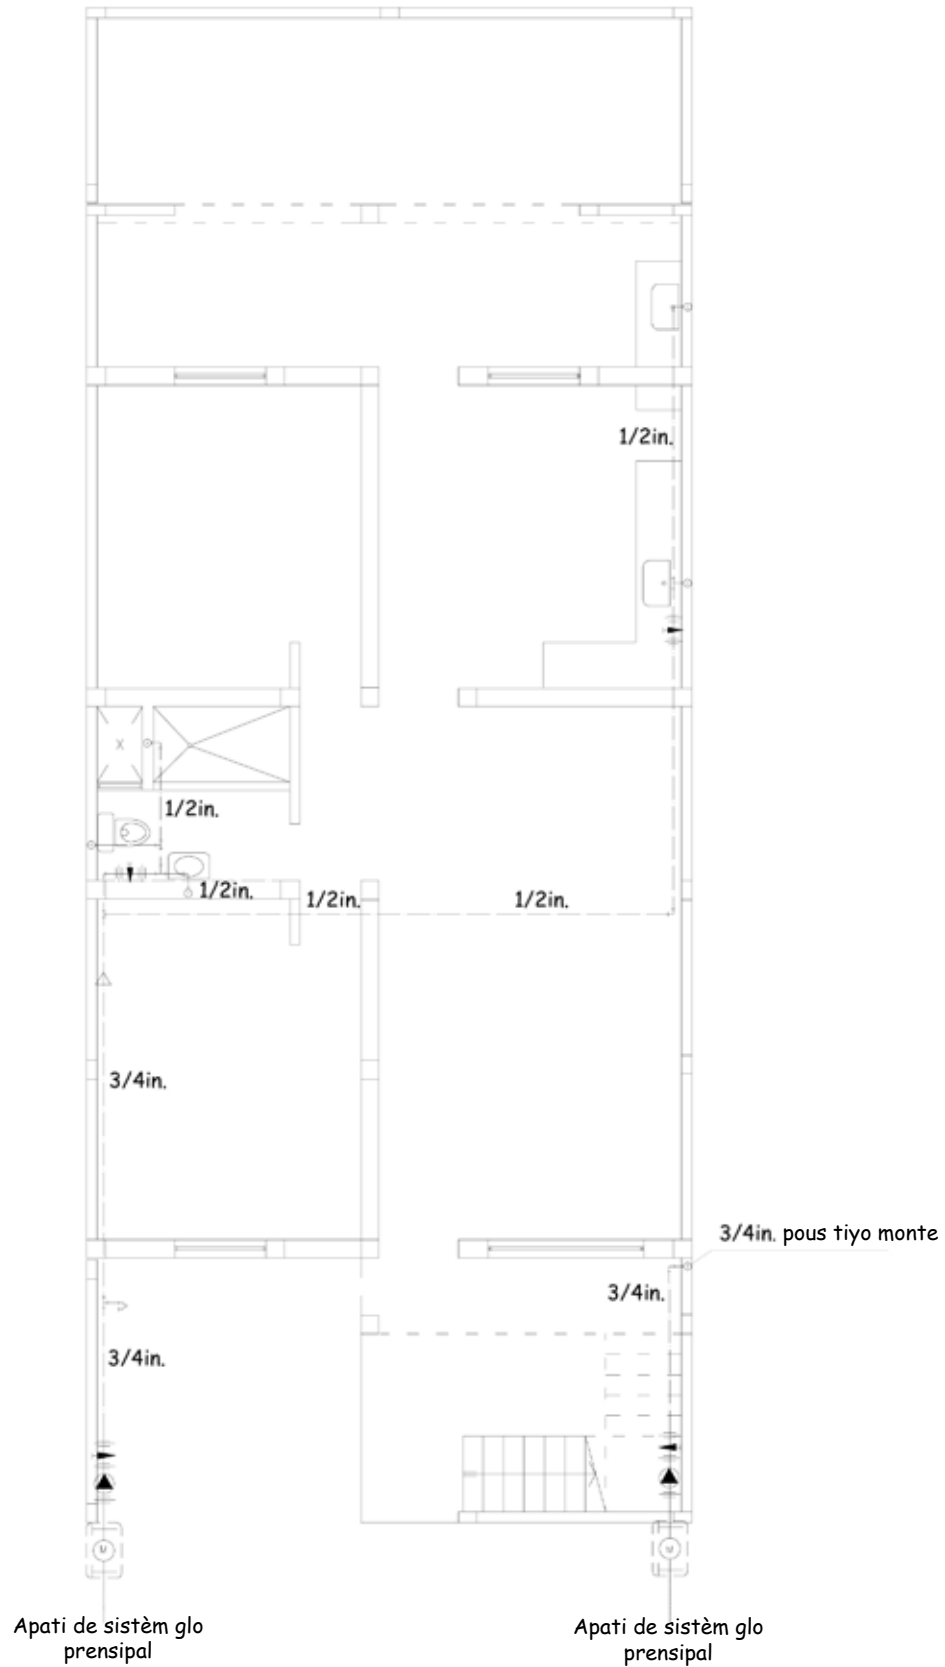 1/2in.
1/2in.
1/2in.
1/2in.
1/2in.
3/4in.
3/4in. pous tiyo monte
3/4in.
3/4in.
M
M
Apati de sistèm glo
prensipal
Apati de sistèm glo
prensipal